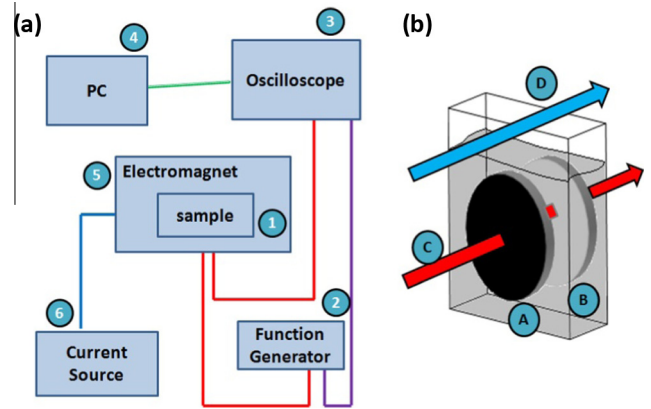 (a)
4
PC
3
Oscilloscope
5
Electromagnet
sample
1
2
Function
Generator
6
Current
Source
(b)
D
C
B
A